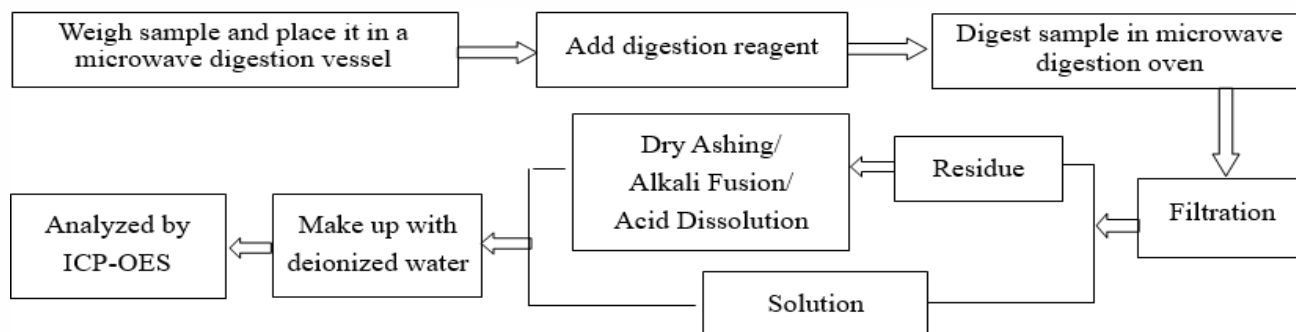 Weigh sample and place it in a
microwave digestion vessel
Add digestion reagent
Digest sample in microwave
digestion oven
Filtration
Residue
Dry Ashing/
Alkali Fusion/
Acid Dissolution
Solution
Make up with
deionized water
Analyzed by
ICP-OES